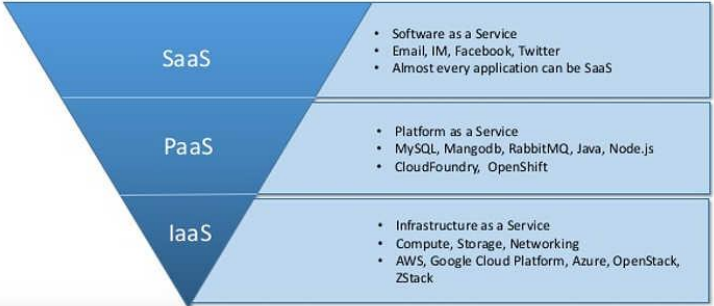 SaaS
• Software as a Service
• Email, IM, Facebook, Twitter
• Almost every application can be SaaS
PaaS
• Platform as a Service
• MySQL, Mangodb, RabbitMQ, Java, Node.js
• CloudFoundry, OpenShift
IaaS
• Infrastructure as a Service
• Compute, Storage, Networking
• AWS, Google Cloud Platform, Azure, OpenStack,
ZStack